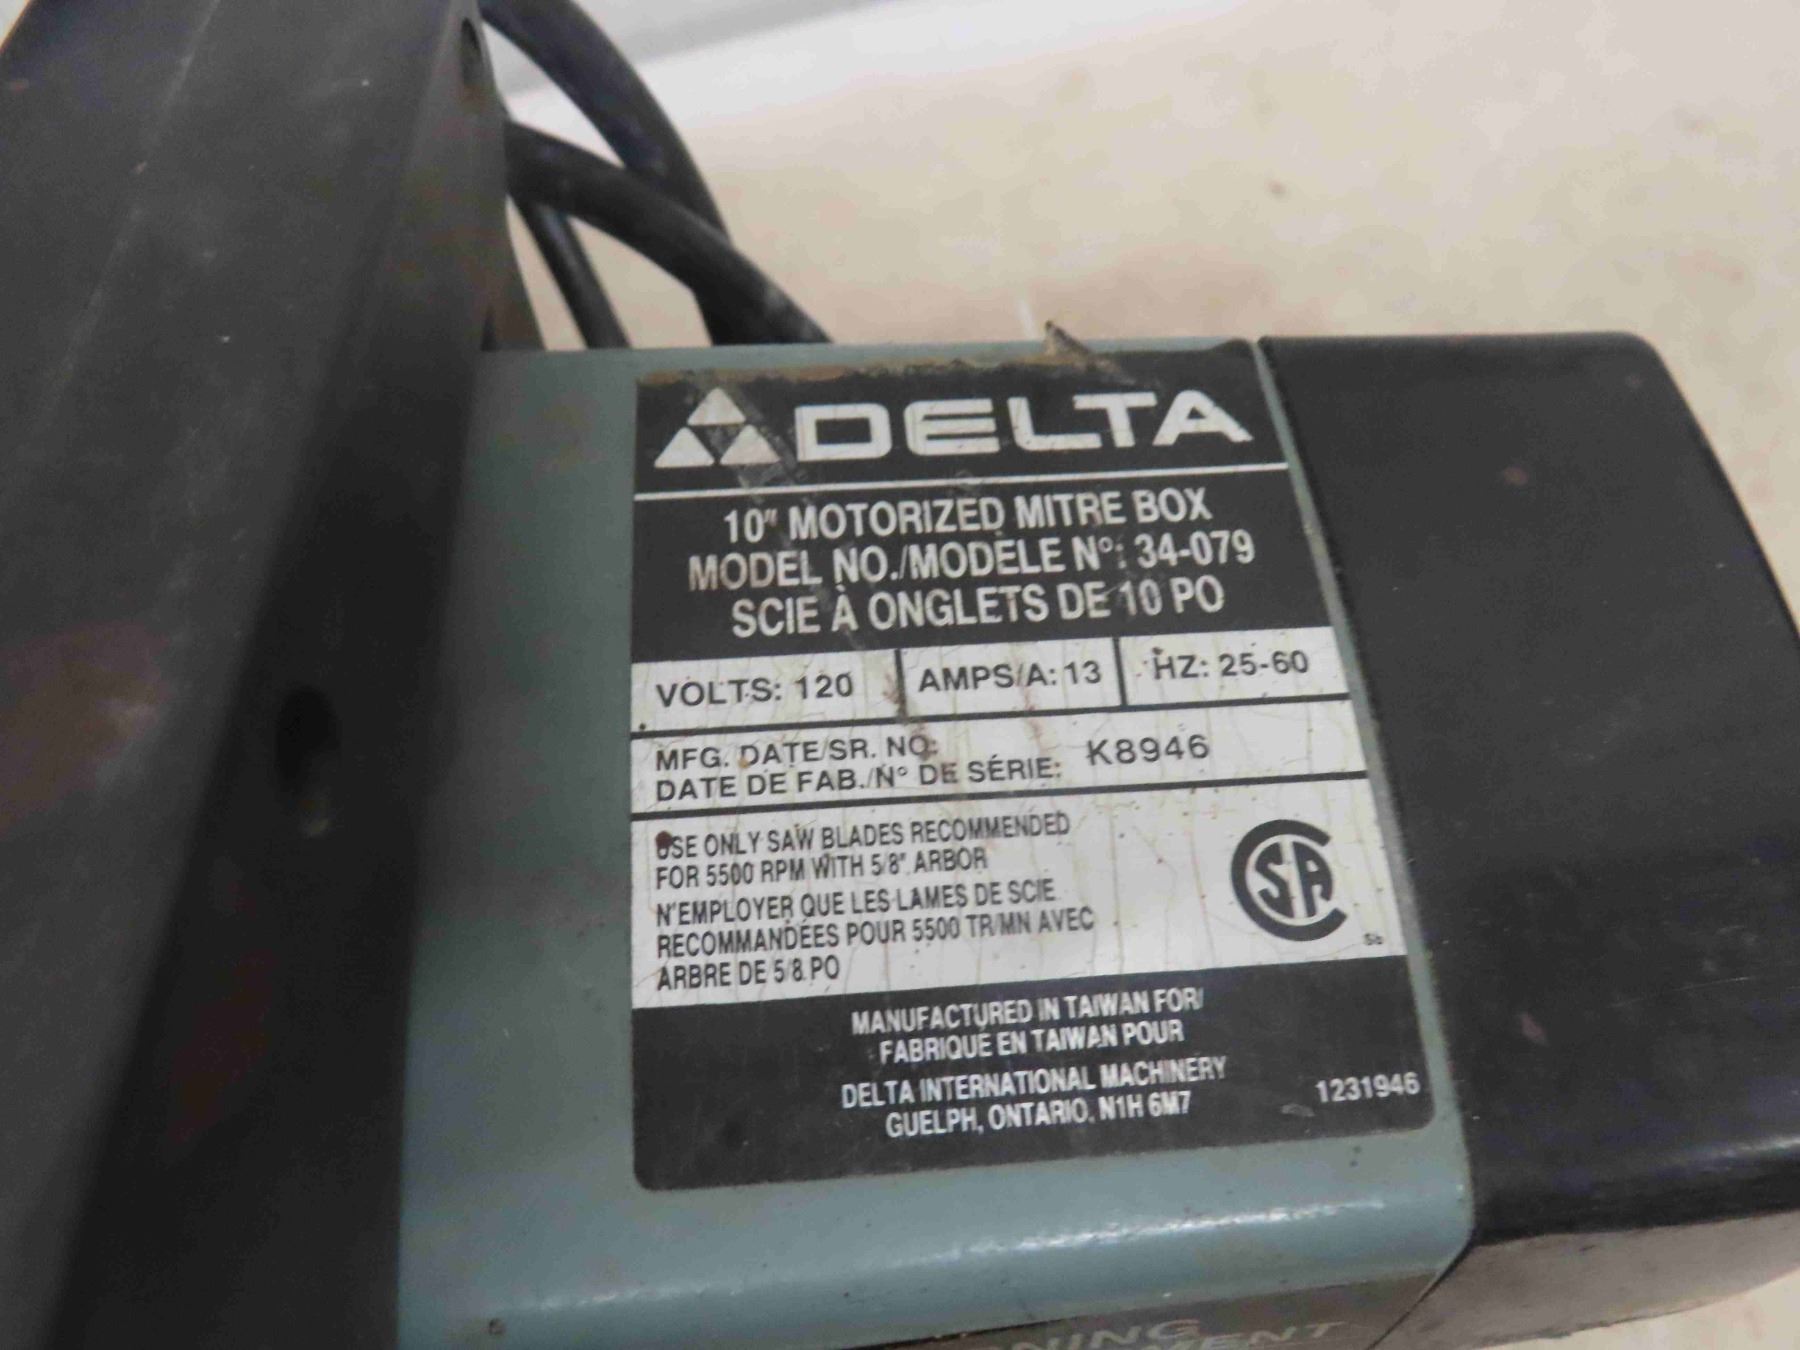 DELTA
10" MOTORIZED MITRE BOX
MODEL NO./MODÈLE N°: 34-079
SCIE À ONGLETS DE 10 PO
VOLTS: 120 AMPS/A: 13 HZ: 25-60
MFG. DATE/SR. NO:
DATE DE FAB./N° DE SÉRIE: K8946
USE ONLY SAW BLADES RECOMMENDED
FOR 5500 RPM WITH 5/8" ARBOR
N'EMPLOYER QUE LES LAMES DE SCIE
RECOMMANDÉES POUR 5500 TR/MN AVEC
ARBRE DE 5/8 PO
CSA
MANUFACTURED IN TAIWAN FOR/
FABRIQUE EN TAIWAN POUR
DELTA INTERNATIONAL MACHINERY
GUELPH, ONTARIO. N1H 6M7
1231946